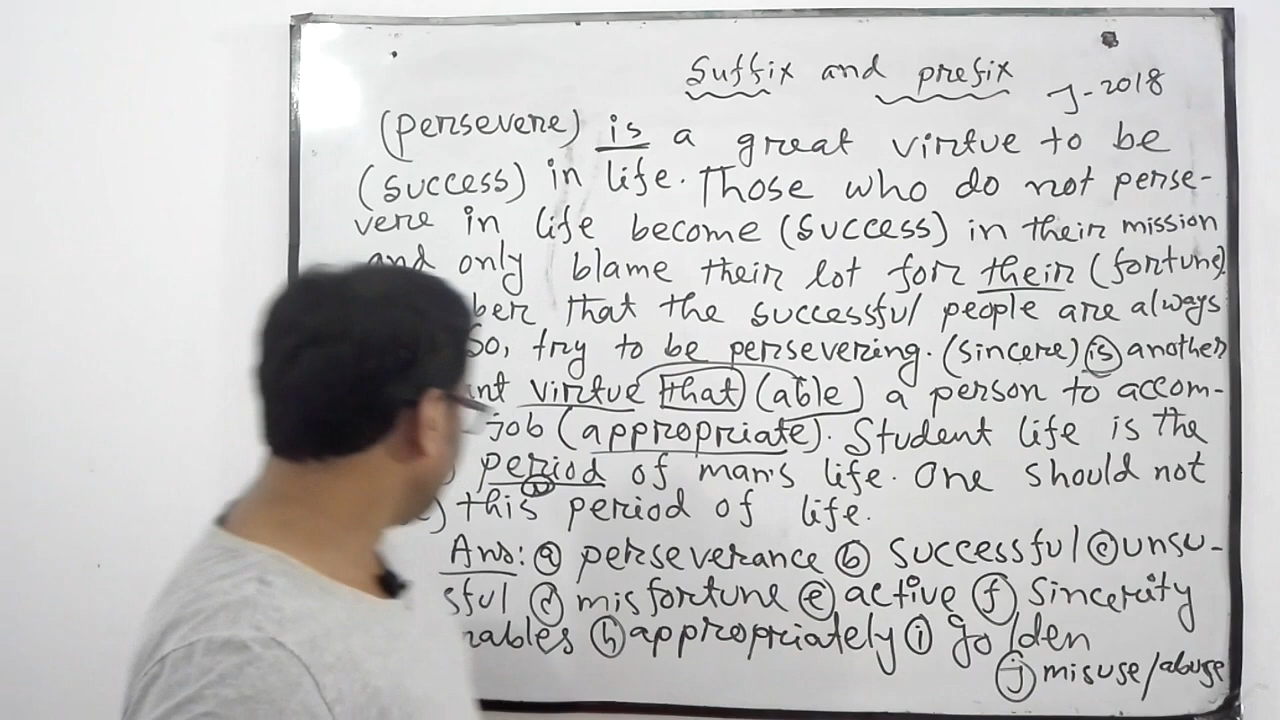 Suffix and prefix
J-2018
(persevere) is a great virtue to be
(success) in life. Those who do not perse-
vere in life become (success) in their mission
and only blame their lot for their (fortune).
ber that the successful people are always
So, try to be persevering. (sincere) is another
nt virtue that (able) a person to accom-
job (appropriate). Student life is the
period of man's life. One should not
) this period of life.
Ans: (a) perseverance (b) successful (c) unsu-
sful (d) misfortune (e) active (f) sincerity
nables (h) appropriately (i) golden
(j) misuse/abuse